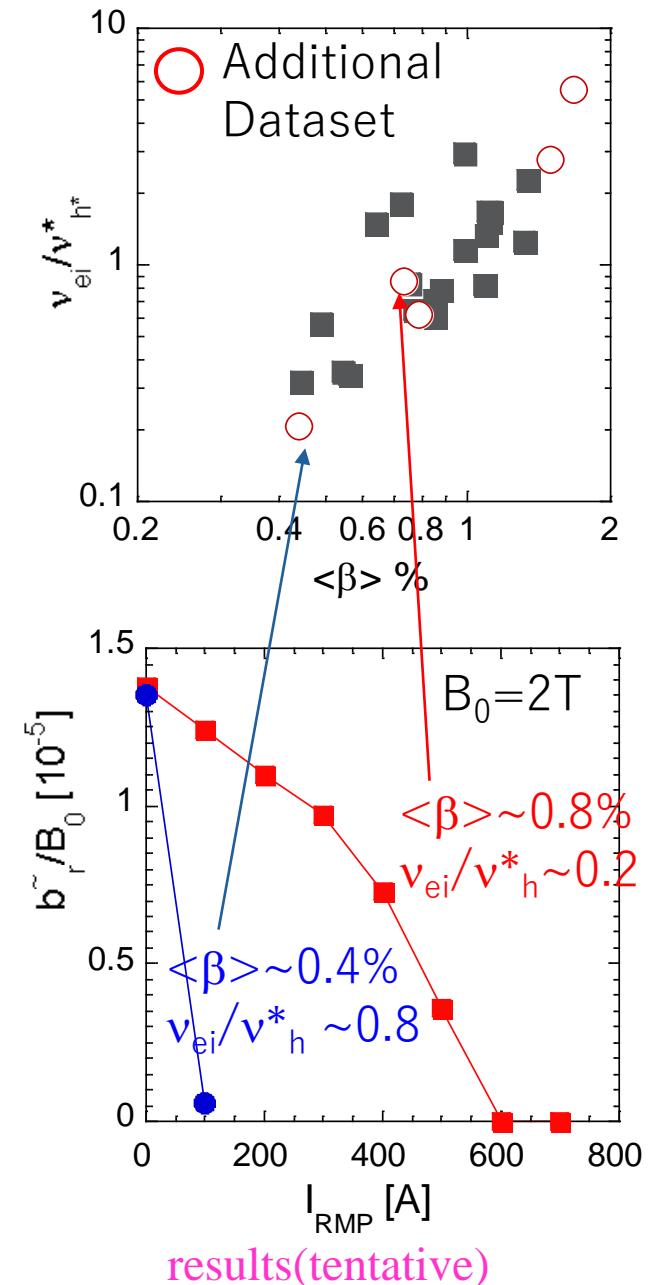 10
Additional
Dataset
1
0.1
ν_ei/ν*_h*
0.2 0.4 0.6 0.8 1 2
<β> %
1.5
B₀=2T
1
<β>~0.8%
ν_ei/ν*_h~0.2
0.5
<β>~0.4%
ν_ei/ν*_h ~0.8
0
b̃_r/B₀ [10⁻⁵]
0 200 400 600 800
I_RMP [A]
results(tentative)